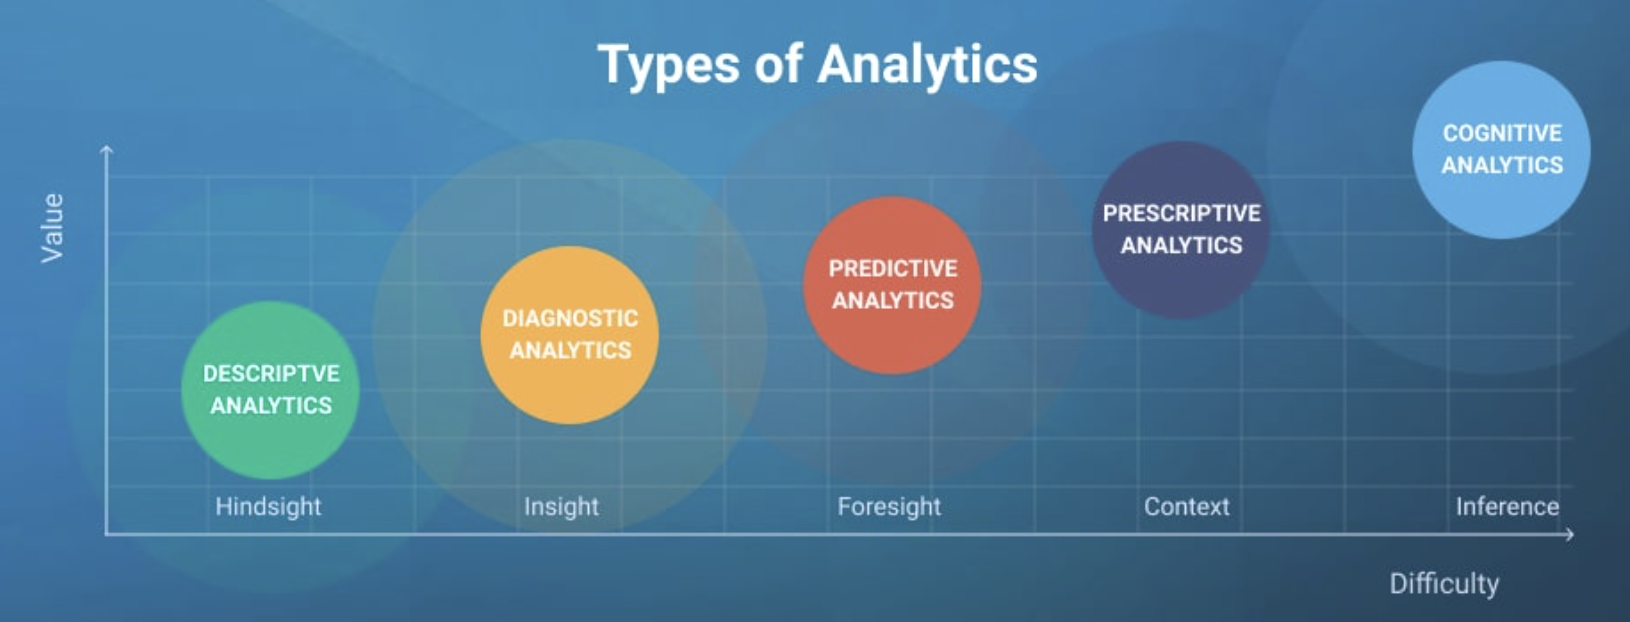 Types of Analytics
Value
COGNITIVE
ANALYTICS
PRESCRIPTIVE
ANALYTICS
PREDICTIVE
ANALYTICS
DIAGNOSTIC
ANALYTICS
DESCRIPTVE
ANALYTICS
Hindsight
Insight
Foresight
Context
Inference
Difficulty